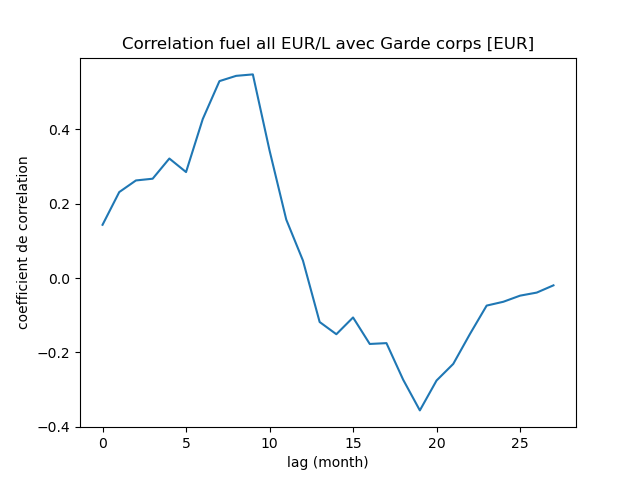 Correlation fuel all EUR/L avec Garde corps [EUR]
coefficient de correlation
0.4
0.2
0.0
−0.2
−0.4
0 5 10 15 20 25
lag (month)